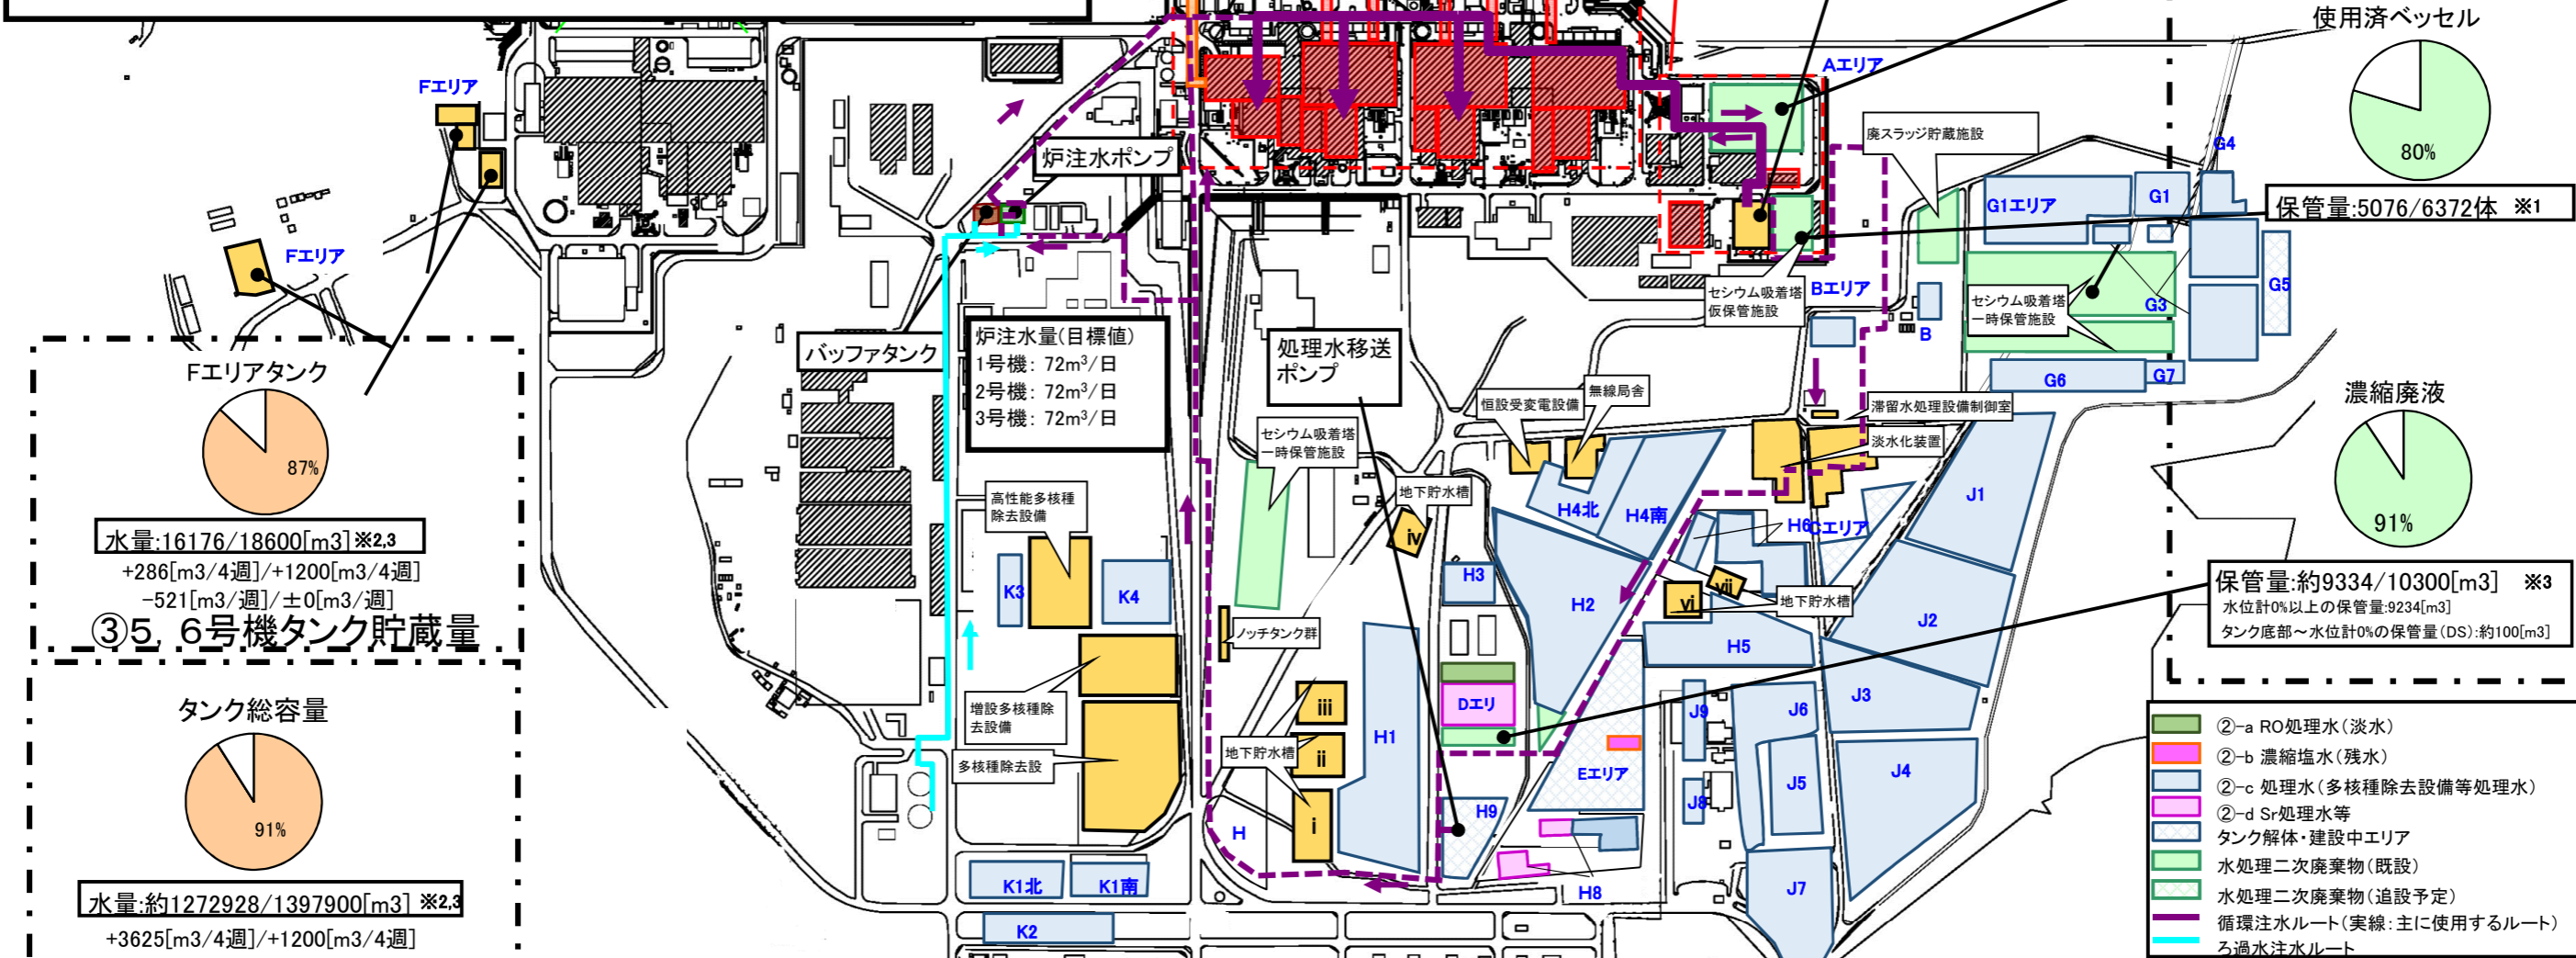 使用済ベッセル
80%
保管量:5076/6372体 ※1
濃縮廃液
91%
保管量:約9334/10300[m3] ※3
水位計0%以上の保管量:9234[m3]
タンク底部～水位計0%の保管量(DS):約100[m3]
Fエリア
Fエリア
Fエリアタンク
87%
水量:16176/18600[m3]※2,3
+286[m3/4週]/+1200[m3/4週]
-521[m3/週]/±0[m3/週]
③5, 6号機タンク貯蔵量
タンク総容量
91%
水量:約1272928/1397900[m3] ※2,3
+3625[m3/4週]/+1200[m3/4週]
炉注水ポンプ
バッファタンク
炉注水量(目標値)
1号機: 72m³/日
2号機: 72m³/日
3号機: 72m³/日
処理水移送
ポンプ
セシウム吸着塔
一時保管施設
高性能多核種
除去設備
K3
K4
増設多核種除
去設備
多核種除去設
K1北
K1南
K2
ノッチタンク群
地下貯水槽
iii
ii
i
H
H1
地下貯水槽
iv
H3
Dエリ
H9
H8
Eエリア
H2
H4北
H4南
H5
H6
Cエリア
vi
vii
地下貯水槽
恒設受変電設備
無線局舎
滞留水処理設備制御室
淡水化装置
Aエリア
Bエリア
B
セシウム吸着塔
仮保管施設
廃スラッジ貯蔵施設
G1エリア
G1
G4
G3
G5
G6
G7
セシウム吸着塔
一時保管施設
J1
J2
J3
J4
J5
J6
J7
J8
J9
②-a RO処理水(淡水)
②-b 濃縮塩水(残水)
②-c 処理水(多核種除去設備等処理水)
②-d Sr処理水等
タンク解体・建設中エリア
水処理二次廃棄物(既設)
水処理二次廃棄物(追設予定)
循環注水ルート(実線:主に使用するルート)
ろ過水注水ルート